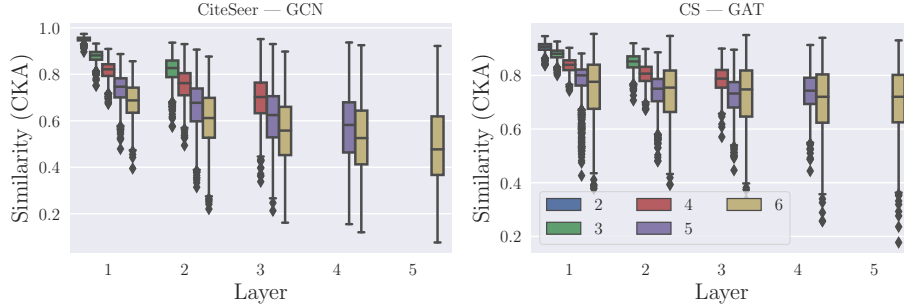 CiteSeer — GCN
1.0
0.8
0.6
0.4
0.2
Similarity (CKA)
1 2 3 4 5
Layer
CS — GAT
0.8
0.6
0.4
0.2
Similarity (CKA)
2 4 6
3 5
1 2 3 4 5
Layer